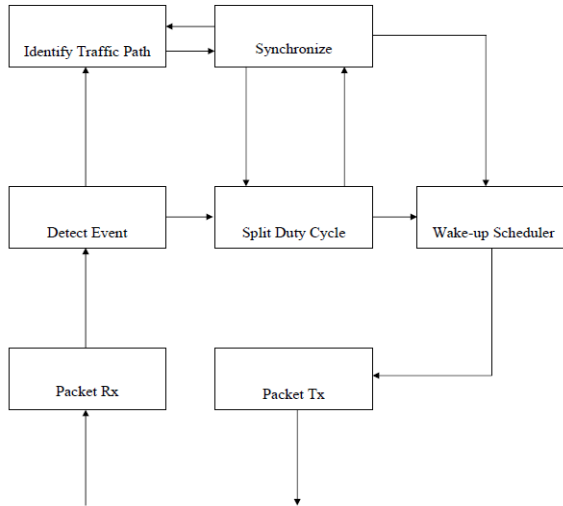 Identify Traffic Path
Synchronize
Detect Event
Split Duty Cycle
Wake-up Scheduler
Packet Rx
Packet Tx